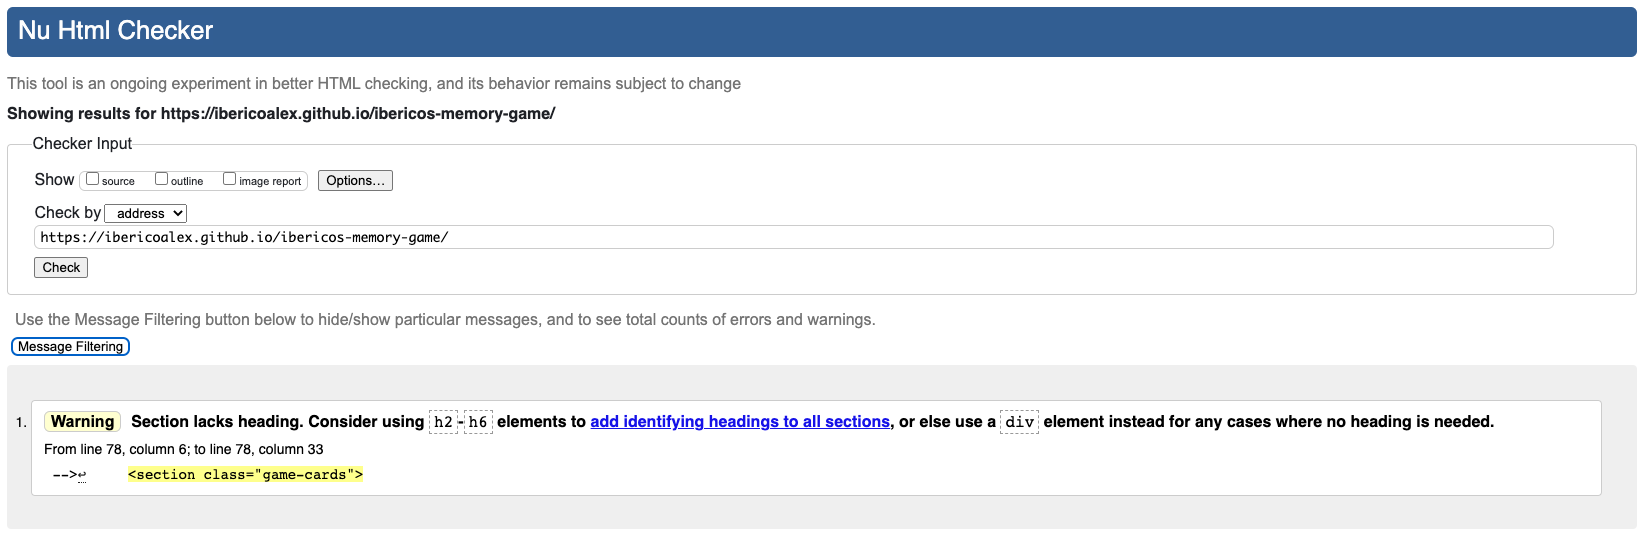 Nu Html Checker
This tool is an ongoing experiment in better HTML checking, and its behavior remains subject to change
Showing results for https://ibericoalex.github.io/ibericos-memory-game/
Checker Input
Show source outline image report Options...
Check by address
https://ibericoalex.github.io/ibericos-memory-game/
Check
Use the Message Filtering button below to hide/show particular messages, and to see total counts of errors and warnings.
Message Filtering
1. Warning Section lacks heading. Consider using h2-h6 elements to add identifying headings to all sections, or else use a div element instead for any cases where no heading is needed.
From line 78, column 6; to line 78, column 33
-->↩ <section class="game-cards">